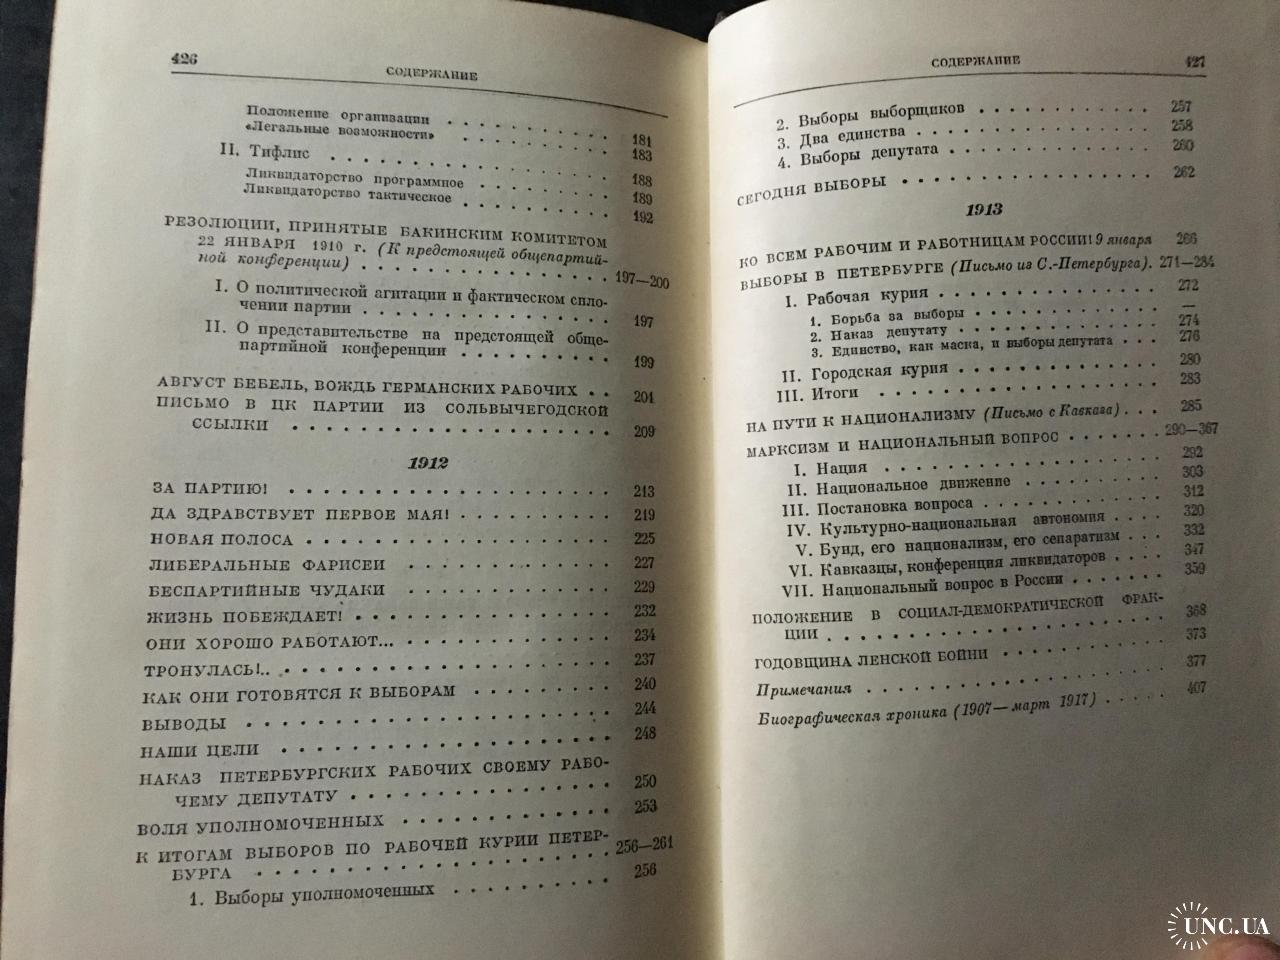 426
СОДЕРЖАНИЕ
Положение организации . . . . . . . . . . 181
«Легальные возможности» . . . . . . . . . 183
II. Тифлис . . . . . . . . . . . . . . . . 188
Ликвидаторство программное . . . . . . . . 189
Ликвидаторство тактическое . . . . . . . . 192
РЕЗОЛЮЦИИ, ПРИНЯТЫЕ БАКИНСКИМ КОМИТЕТОМ
22 ЯНВАРЯ 1910 г. (К предстоящей общепартий-
ной конференции) . . . . . . . . . . . . . 197—200
I. О политической агитации и фактическом спло-
чении партии . . . . . . . . . . . . . . . 197
II. О представительстве на предстоящей обще-
партийной конференции . . . . . . . . . . 199
АВГУСТ БЕБЕЛЬ, ВОЖДЬ ГЕРМАНСКИХ РАБОЧИХ . . 201
ПИСЬМО В ЦК ПАРТИИ ИЗ СОЛЬВЫЧЕГОДСКОЙ
ССЫЛКИ . . . . . . . . . . . . . . . . . . 209
1912
ЗА ПАРТИЮ! . . . . . . . . . . . . . . . . 213
ДА ЗДРАВСТВУЕТ ПЕРВОЕ МАЯ! . . . . . . . . 219
НОВАЯ ПОЛОСА . . . . . . . . . . . . . . . 225
ЛИБЕРАЛЬНЫЕ ФАРИСЕИ . . . . . . . . . . . 227
БЕСПАРТИЙНЫЕ ЧУДАКИ . . . . . . . . . . . 229
ЖИЗНЬ ПОБЕЖДАЕТ! . . . . . . . . . . . . . 232
ОНИ ХОРОШО РАБОТАЮТ... . . . . . . . . . . 234
ТРОНУЛАСЬ!.. . . . . . . . . . . . . . . . 237
КАК ОНИ ГОТОВЯТСЯ К ВЫБОРАМ . . . . . . . 240
ВЫВОДЫ . . . . . . . . . . . . . . . . . . 244
НАШИ ЦЕЛИ . . . . . . . . . . . . . . . . 248
НАКАЗ ПЕТЕРБУРГСКИХ РАБОЧИХ СВОЕМУ РАБО-
ЧЕМУ ДЕПУТАТУ . . . . . . . . . . . . . . 250
ВОЛЯ УПОЛНОМОЧЕННЫХ . . . . . . . . . . . 253
К ИТОГАМ ВЫБОРОВ ПО РАБОЧЕЙ КУРИИ ПЕТЕР-
БУРГА . . . . . . . . . . . . . . . . . . 256—261
1. Выборы уполномоченных . . . . . . . . . 256
СОДЕРЖАНИЕ
427
2. Выборы выборщиков . . . . . . . . . . . 257
3. Два единства . . . . . . . . . . . . . 258
4. Выборы депутата . . . . . . . . . . . . 260
СЕГОДНЯ ВЫБОРЫ . . . . . . . . . . . . . . 262
1913
КО ВСЕМ РАБОЧИМ И РАБОТНИЦАМ РОССИИ! 9 января 266
ВЫБОРЫ В ПЕТЕРБУРГЕ (Письмо из С.-Петербурга). 271—284
I. Рабочая курия . . . . . . . . . . . . . 272
1. Борьба за выборы . . . . . . . . . . . —
2. Наказ депутату . . . . . . . . . . . . 274
3. Единство, как маска, и выборы депутата . . . 276
II. Городская курия . . . . . . . . . . . 280
III. Итоги . . . . . . . . . . . . . . . . 283
НА ПУТИ К НАЦИОНАЛИЗМУ (Письмо с Кавказа) . . . 285
МАРКСИЗМ И НАЦИОНАЛЬНЫЙ ВОПРОС . . . . . . 290—367
I. Нация . . . . . . . . . . . . . . . . . 292
II. Национальное движение . . . . . . . . 303
III. Постановка вопроса . . . . . . . . . 312
IV. Культурно-национальная автономия . . . . 320
V. Бунд, его национализм, его сепаратизм . . . 332
VI. Кавказцы, конференция ликвидаторов . . . . 347
VII. Национальный вопрос в России . . . . . . 359
ПОЛОЖЕНИЕ В СОЦИАЛ-ДЕМОКРАТИЧЕСКОЙ ФРАК-
ЦИИ . . . . . . . . . . . . . . . . . . . 368
ГОДОВЩИНА ЛЕНСКОЙ БОЙНИ . . . . . . . . . 373
Примечания . . . . . . . . . . . . . . . . 377
Биографическая хроника (1907—март 1917) . . . . . 407
UNC.UA